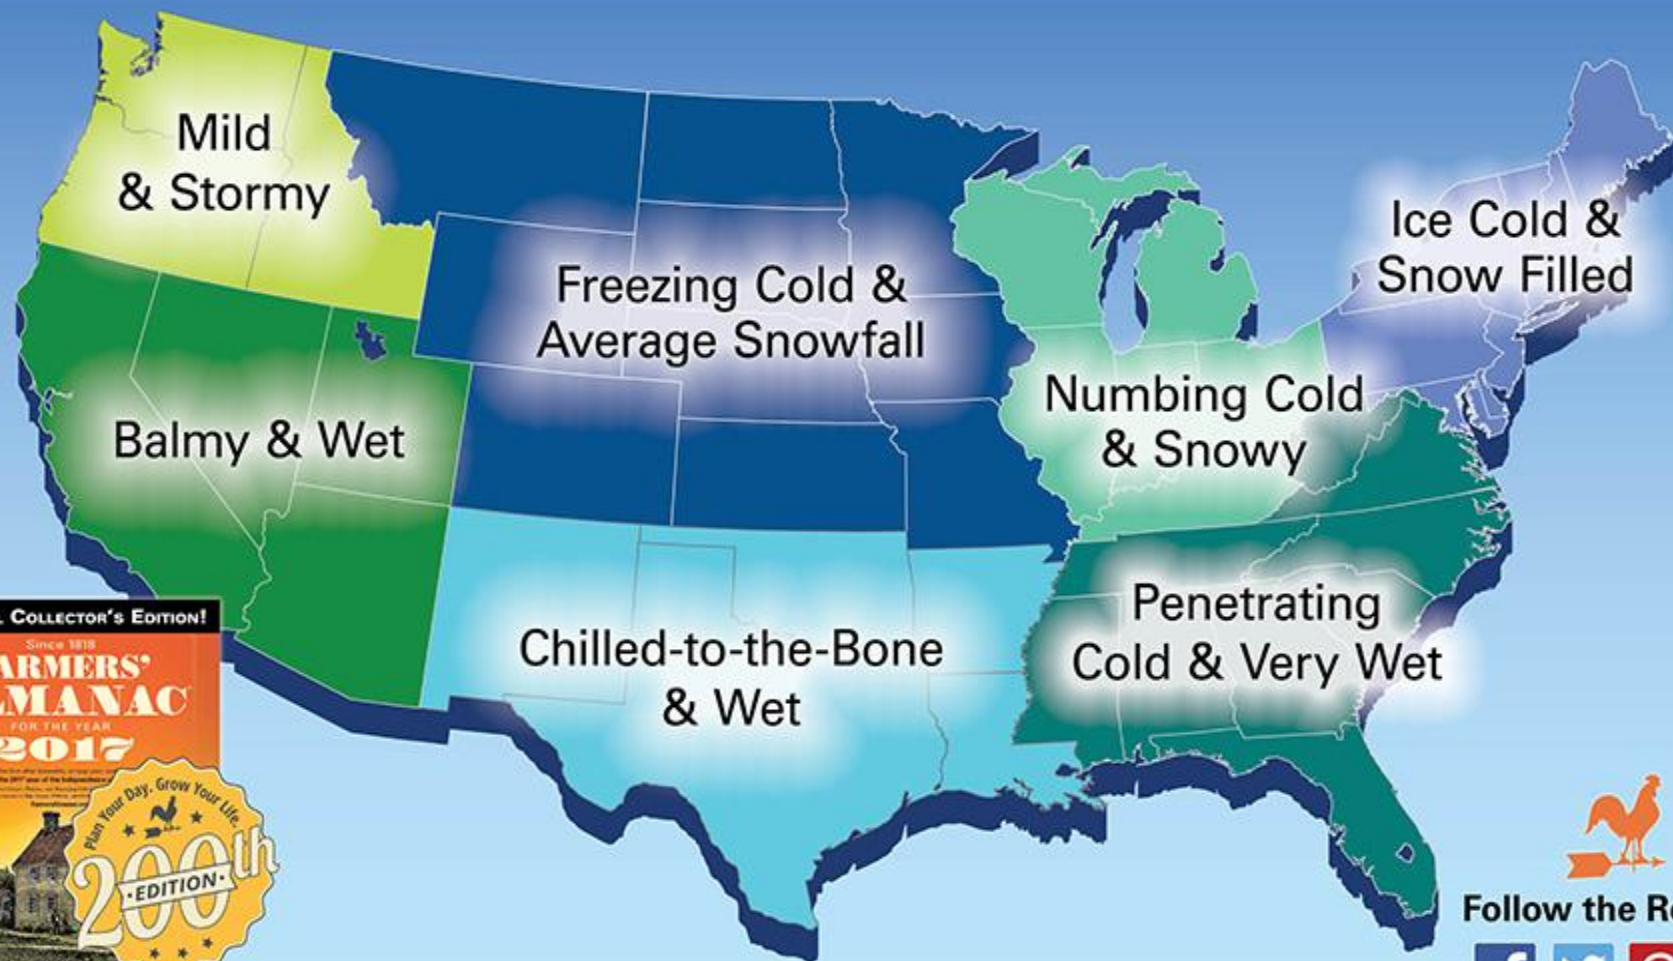 Mild
& Stormy
Ice Cold &
Snow Filled
Freezing Cold &
Average Snowfall
Numbing Cold
& Snowy
Balmy & Wet
Penetrating
Cold & Very Wet
Chilled-to-the-Bone
& Wet
COLLECTOR'S EDITION!
Since 1818
ARMERS'
MANAC
FOR THE YEAR
2017
Plan Your Day. Grow Your Life.
200th
·EDITION·
Follow the R